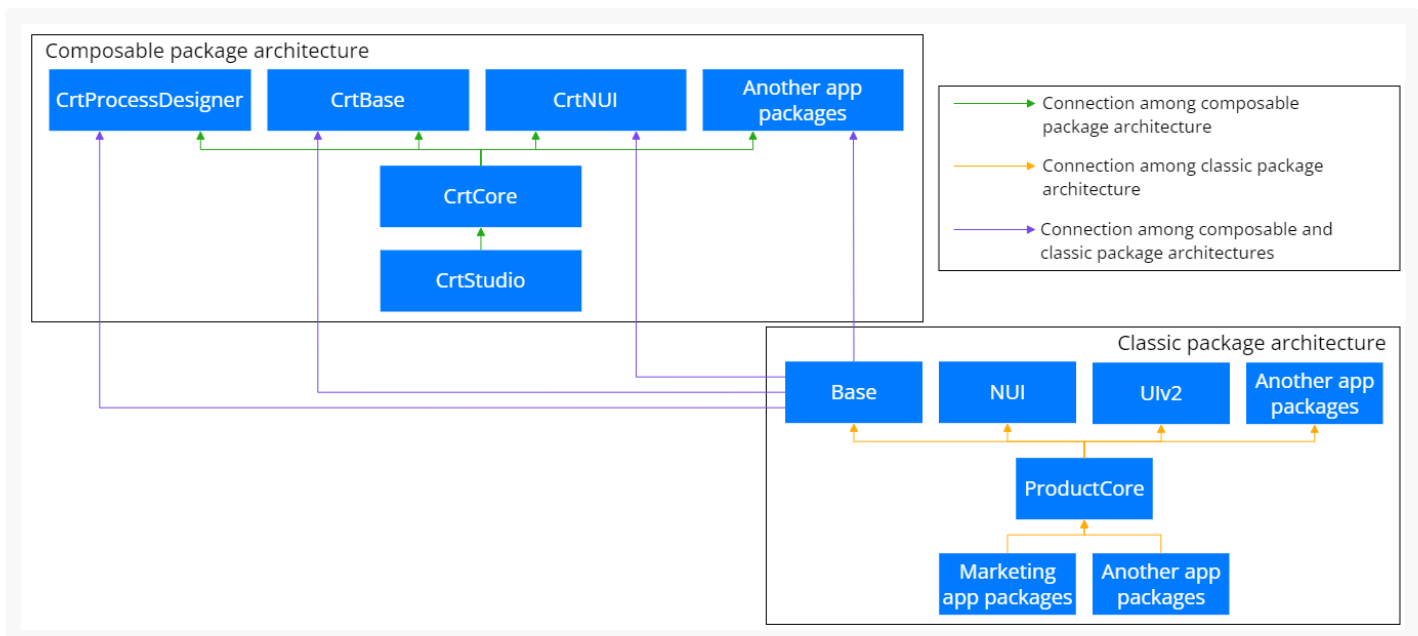 Composable package architecture
CrtProcessDesigner
CrtBase
CrtNUI
Another app
packages
CrtCore
CrtStudio
Connection among composable
package architecture
Connection among classic package
architecture
Connection among composable and
classic package architectures
Classic package architecture
Base
NUI
UIv2
Another app
packages
ProductCore
Marketing
app packages
Another app
packages